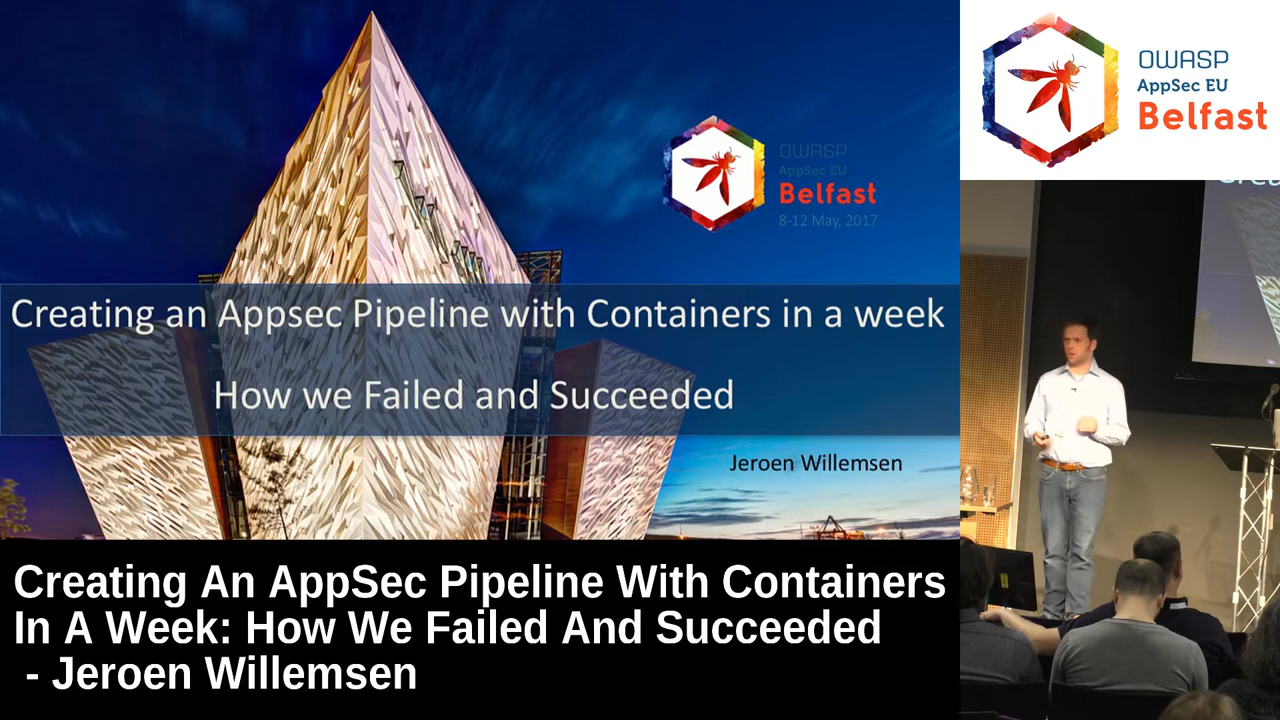 OWASP
AppSec EU
Belfast
8-12 May, 2017
Creating an Appsec Pipeline with Containers in a week
How we Failed and Succeeded
Jeroen Willemsen
Creating An AppSec Pipeline With Containers
In A Week: How We Failed And Succeeded
- Jeroen Willemsen
OWASP
AppSec EU
Belfast